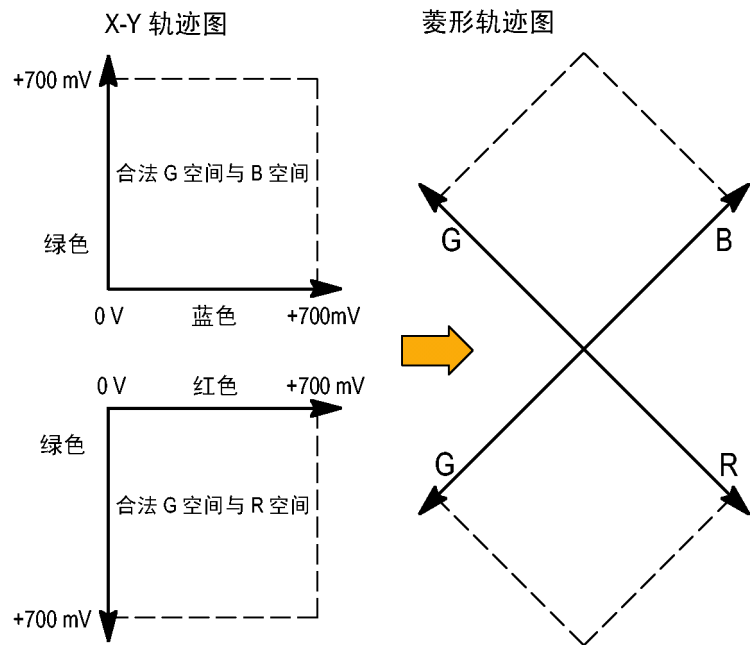 X-Y 轨迹图
菱形轨迹图
+700 mV
合法 G 空间与 B 空间
绿色
0 V
蓝色
+700mV
G
B
0 V
红色
+700 mV
绿色
合法 G 空间与 R 空间
+700 mV
G
R